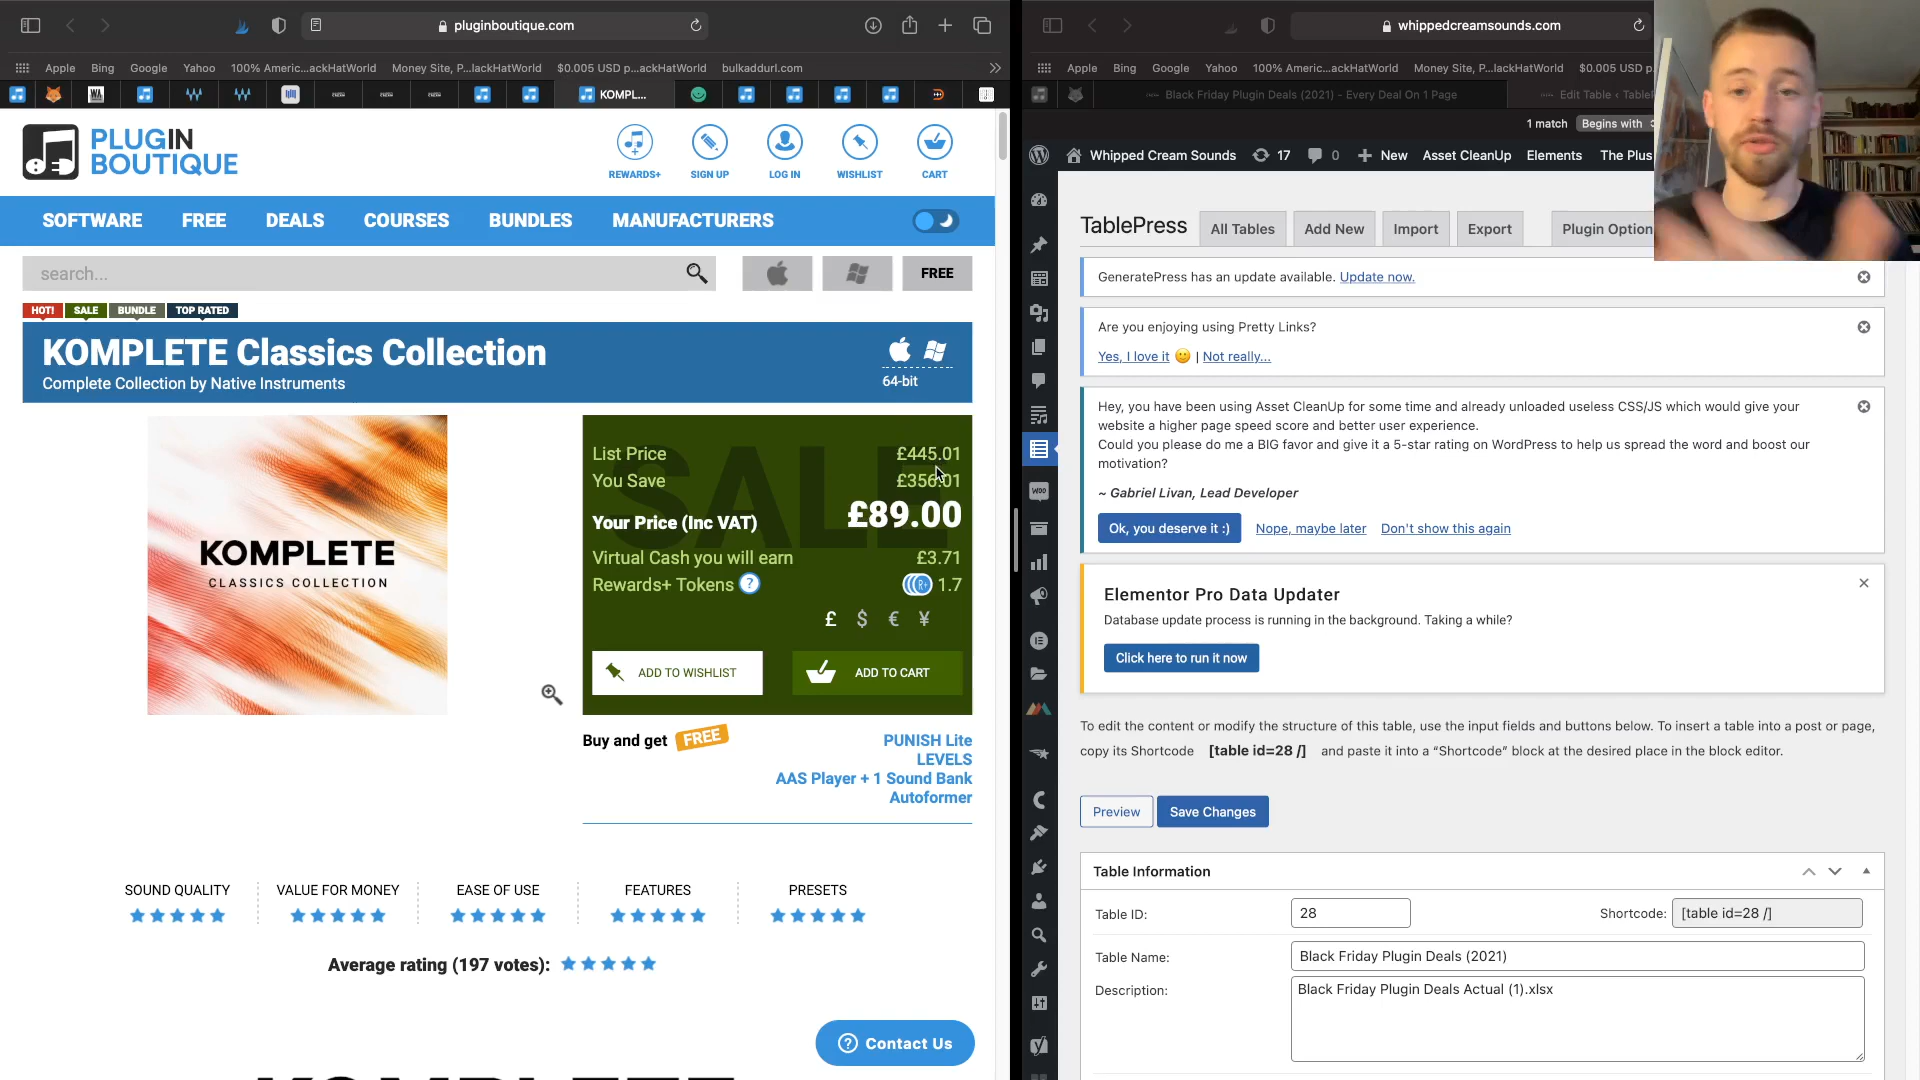 pluginboutique.com
Apple Bing Google Yahoo 100% Americ...ackHatWorld Money Site, P...lackHatWorld $0.005 USD p...ackHatWorld bulkaddurl.com
KOMPL...
PLUGIN
BOUTIQUE
REWARDS+ SIGN UP LOG IN WISHLIST CART
SOFTWARE FREE DEALS COURSES BUNDLES MANUFACTURERS
search... FREE
HOT! SALE BUNDLE TOP RATED
KOMPLETE Classics Collection
Complete Collection by Native Instruments
64-bit
KOMPLETE
CLASSICS COLLECTION
SALE
List Price £445.01
You Save £356.01
Your Price (Inc VAT) £89.00
Virtual Cash you will earn £3.71
Rewards+ Tokens ? R+ 1.7
£ $ € ¥
ADD TO WISHLIST ADD TO CART
Buy and get FREE PUNISH Lite
LEVELS
AAS Player + 1 Sound Bank
Autoformer
SOUND QUALITY VALUE FOR MONEY EASE OF USE FEATURES PRESETS
Average rating (197 votes):
Contact Us
KOMPLETE
whippedcreamsounds.com
Apple Bing Google Yahoo 100% Americ...ackHatWorld Money Site, P...lackHatWorld $0.005 USD p
Black Friday Plugin Deals (2021) - Every Deal On 1 Page Edit Table ‹ Table
1 match Begins with
Whipped Cream Sounds 17 0 New Asset CleanUp Elements The Plus
TablePress All Tables Add New Import Export Plugin Option
GeneratePress has an update available. Update now.
Are you enjoying using Pretty Links?
Yes, I love it | Not really...
Hey, you have been using Asset CleanUp for some time and already unloaded useless CSS/JS which would give your
website a higher page speed score and better user experience.
Could you please do me a BIG favor and give it a 5-star rating on WordPress to help us spread the word and boost our
motivation?
~ Gabriel Livan, Lead Developer
Ok, you deserve it :) Nope, maybe later Don't show this again
Elementor Pro Data Updater
Database update process is running in the background. Taking a while?
Click here to run it now
To edit the content or modify the structure of this table, use the input fields and buttons below. To insert a table into a post or page,
copy its Shortcode [table id=28 /] and paste it into a “Shortcode” block at the desired place in the block editor.
Preview Save Changes
Table Information
Table ID: 28 Shortcode: [table id=28 /]
Table Name: Black Friday Plugin Deals (2021)
Description: Black Friday Plugin Deals Actual (1).xlsx